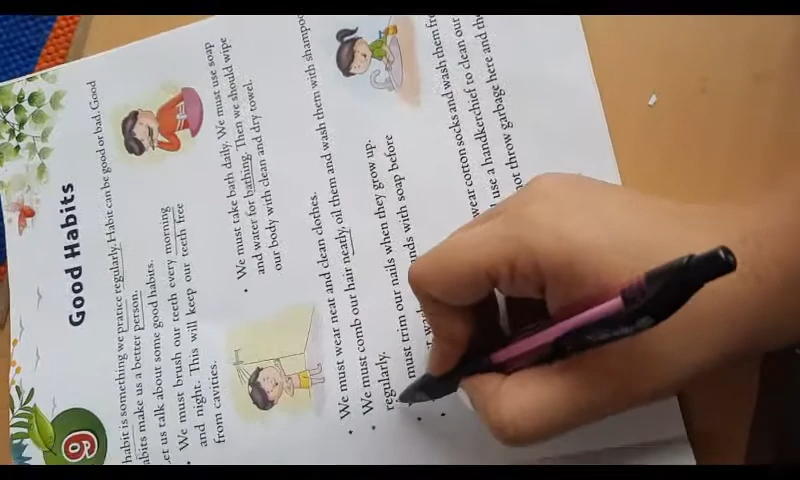 6
Good Habits
habit is something we pratice regularly. Habit can be good or bad. Good
abits make us a better person.
Let us talk about some good habits.
• We must brush our teeth every morning
and night. This will keep our teeth free
from cavities.
• We must take bath daily. We must use soap
and water for bathing. Then we should wipe
our body with clean and dry towel.
• We must wear neat and clean clothes.
• We must comb our hair neatly, oil them and wash them with shampoo
regularly.
must trim our nails when they grow up.
nds with soap before
wear cotton socks and wash them
use a handkerchief to clean our
not throw garbage here and